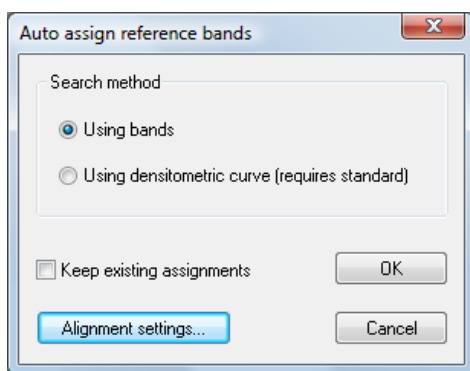 Auto assign reference bands
Search method
Using bands
Using densitometric curve (requires standard)
Keep existing assignments
OK
Alignment settings...
Cancel